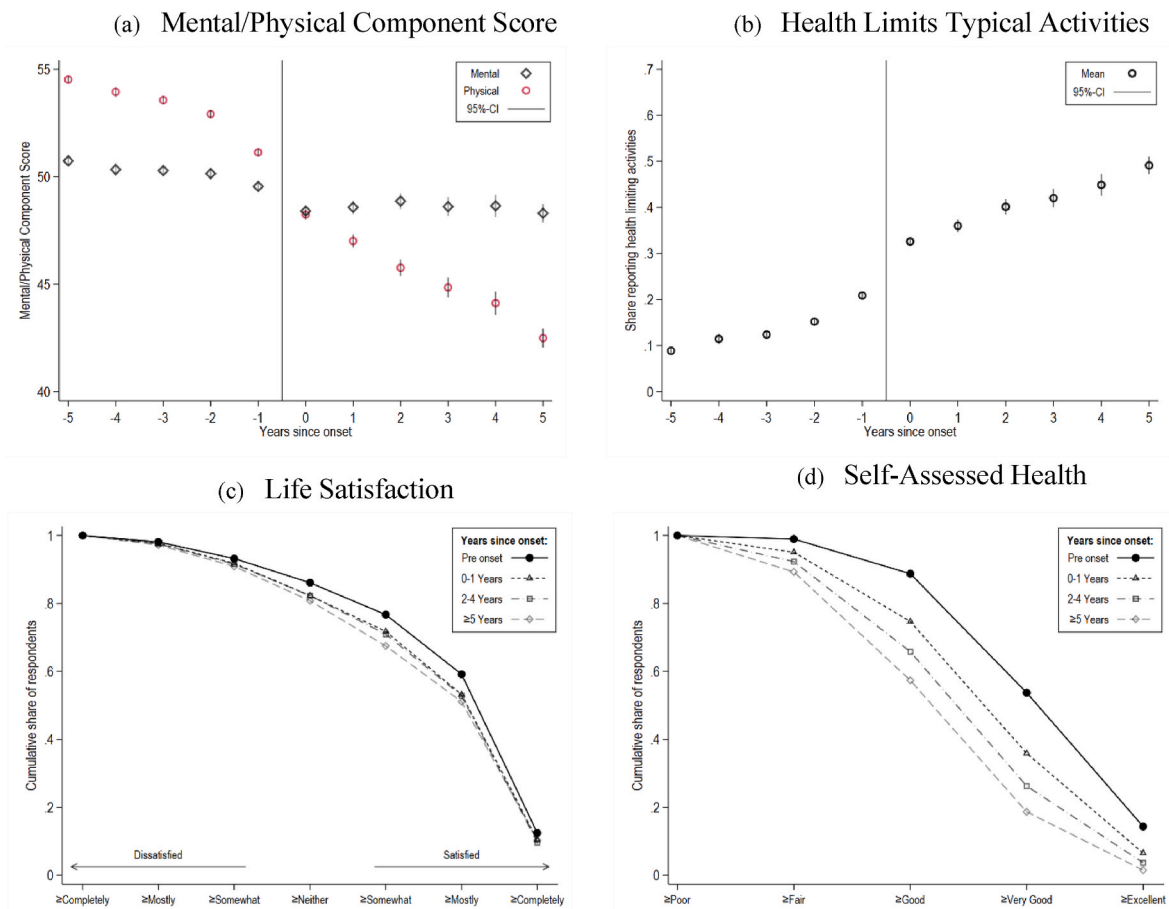 (a) Mental/Physical Component Score
55
50
45
40
Mental/Physical Component Score
Mental
Physical
95%-CI
-5 -4 -3 -2 -1 0 1 2 3 4 5
Years since onset
(b) Health Limits Typical Activities
.7
.6
.5
.4
.3
.2
.1
0
Share reporting health limiting activities
Mean
95%-CI
-5 -4 -3 -2 -1 0 1 2 3 4 5
Years since onset
(c) Life Satisfaction
1
.8
.6
.4
.2
0
Cumulative share of respondents
Years since onset:
Pre onset
0-1 Years
2-4 Years
≥5 Years
Dissatisfied Satisfied
≥Completely ≥Mostly ≥Somewhat ≥Neither ≥Somewhat ≥Mostly ≥Completely
(d) Self-Assessed Health
1
.8
.6
.4
.2
0
Cumulative share of respondents
Years since onset:
Pre onset
0-1 Years
2-4 Years
≥5 Years
≥Poor ≥Fair ≥Good ≥Very Good ≥Excellent